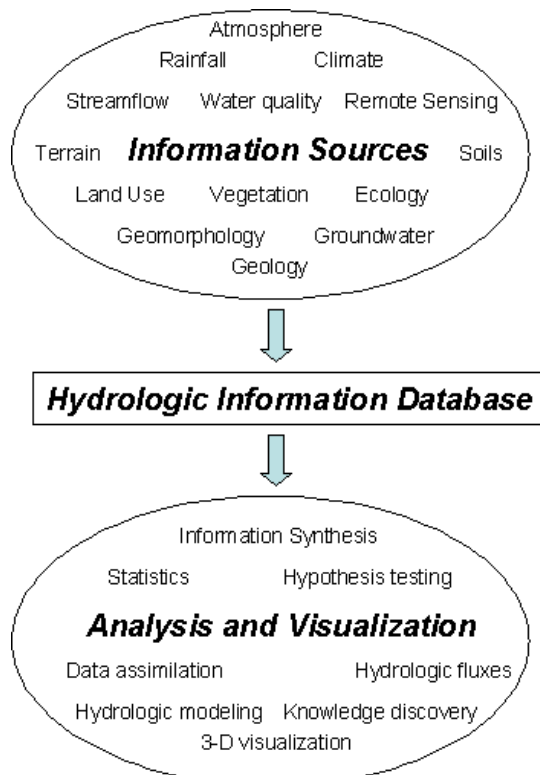 Atmosphere
Rainfall Climate
Streamflow Water quality Remote Sensing
Terrain Information Sources Soils
Land Use Vegetation Ecology
Geomorphology Groundwater
Geology
Hydrologic Information Database
Information Synthesis
Statistics Hypothesis testing
Analysis and Visualization
Data assimilation Hydrologic fluxes
Hydrologic modeling Knowledge discovery
3-D visualization